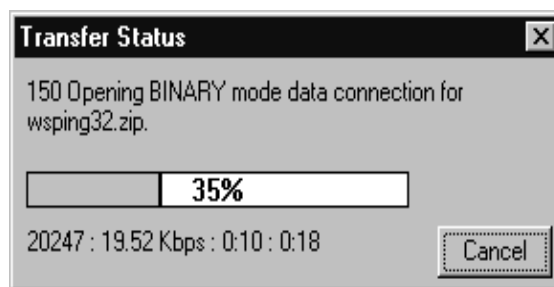 Transfer Status
150 Opening BINARY mode data connection for
wsping32.zip.
35%
20247 : 19.52 Kbps : 0:10 : 0:18
Cancel